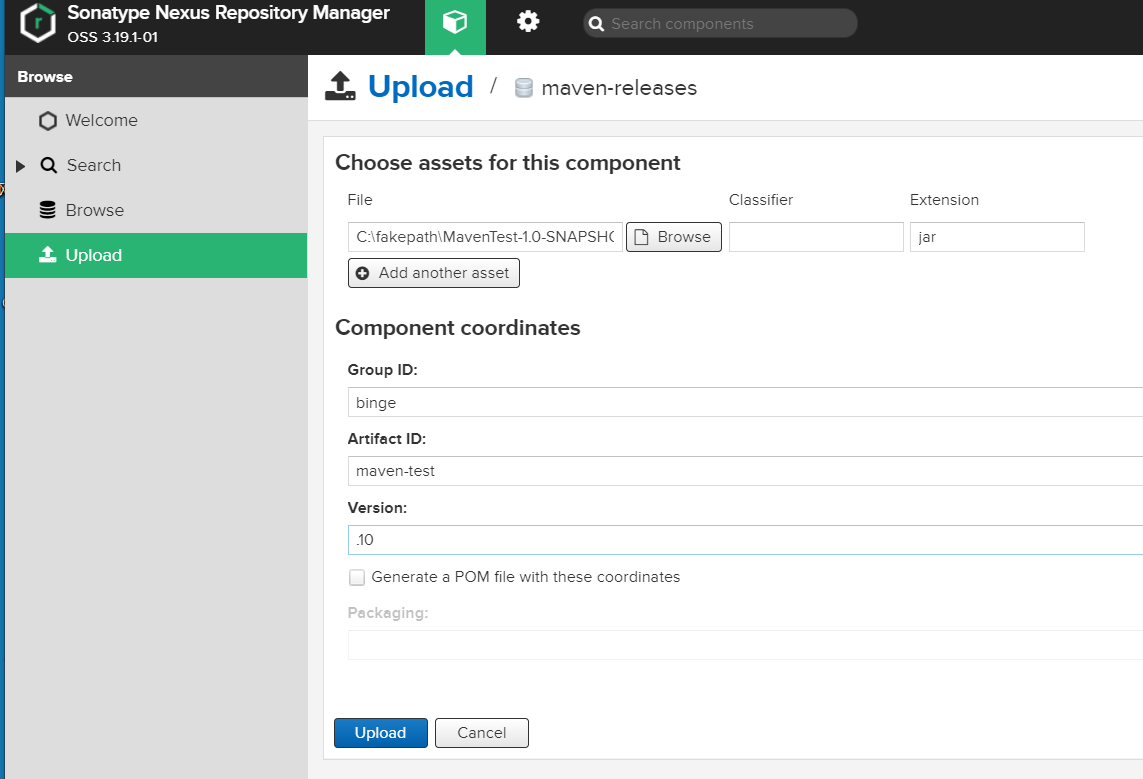 Sonatype Nexus Repository Manager
OSS 3.19.1-01
Search components
Browse
Welcome
Search
Browse
Upload
Upload / maven-releases
Choose assets for this component
File Classifier Extension
C:\fakepath\MavenTest-1.0-SNAPSHO Browse jar
Add another asset
Component coordinates
Group ID:
binge
Artifact ID:
maven-test
Version:
.10
Generate a POM file with these coordinates
Packaging:
Upload Cancel